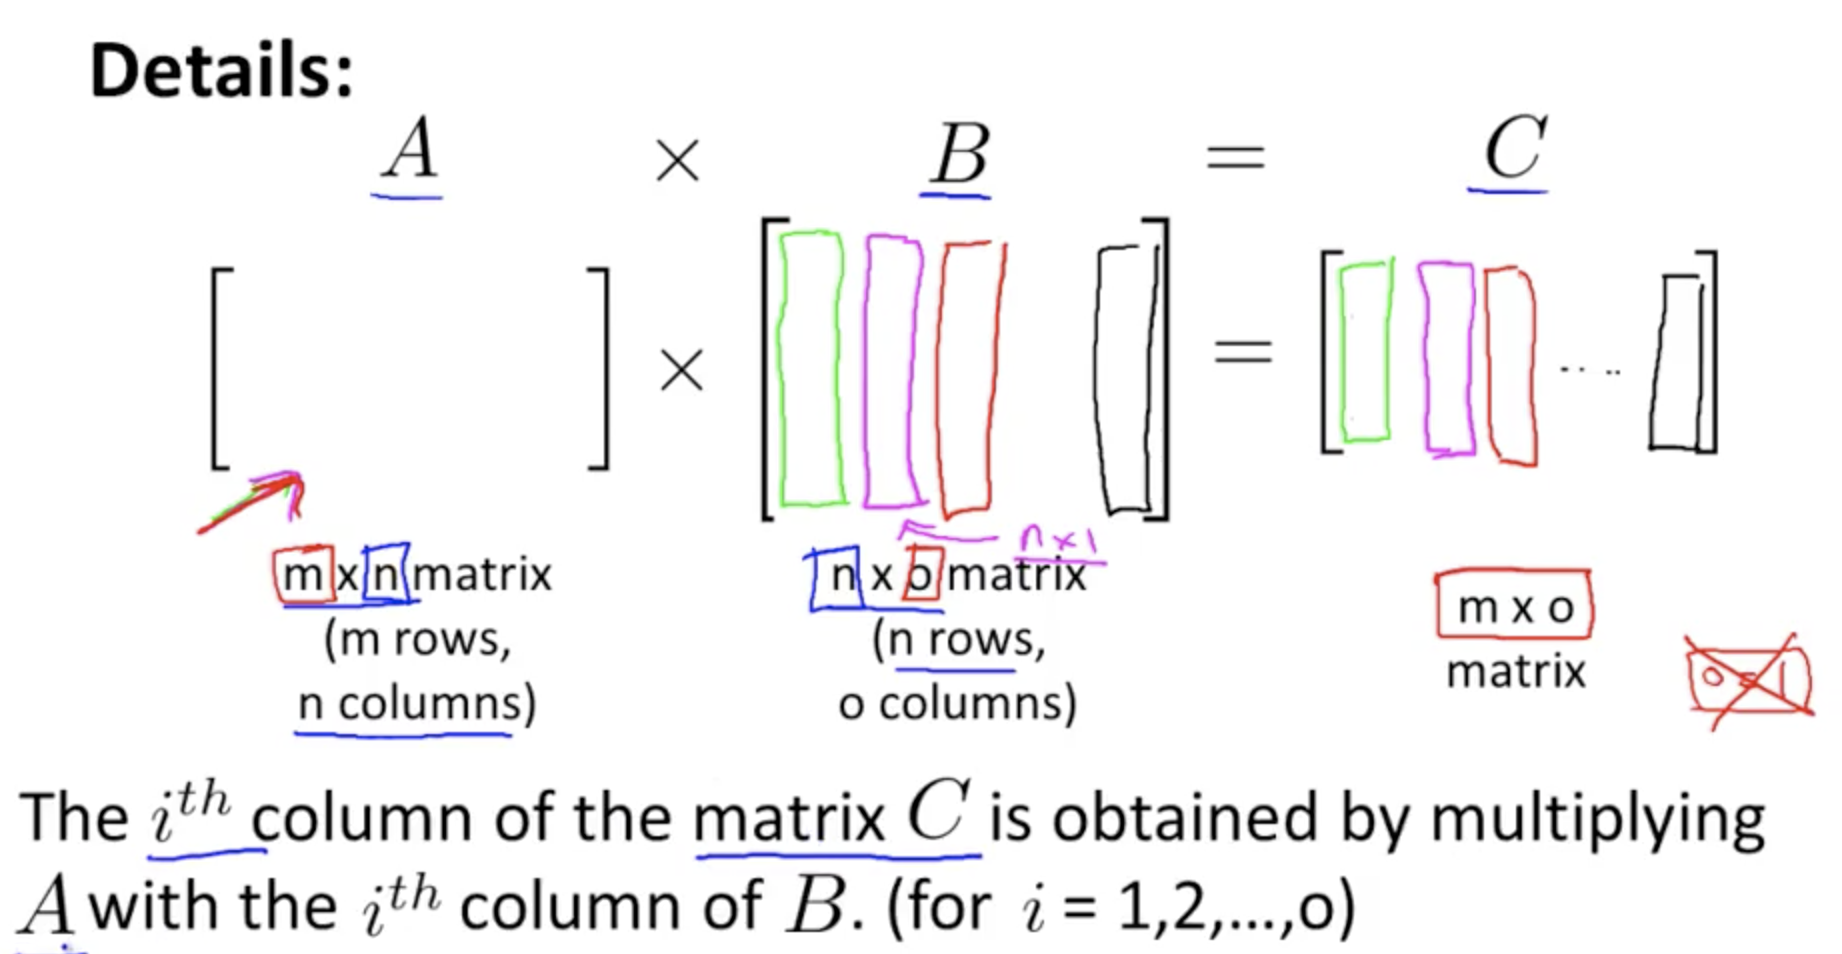 Details:
A × B = C
[ ] × [ ] = [ .. .. ]
n x 1
m x n matrix
(m rows,
n columns)
n x o matrix
(n rows,
o columns)
m x o
matrix
o = 1
The i^th column of the matrix C is obtained by multiplying
A with the i^th column of B. (for i = 1,2,...,o)